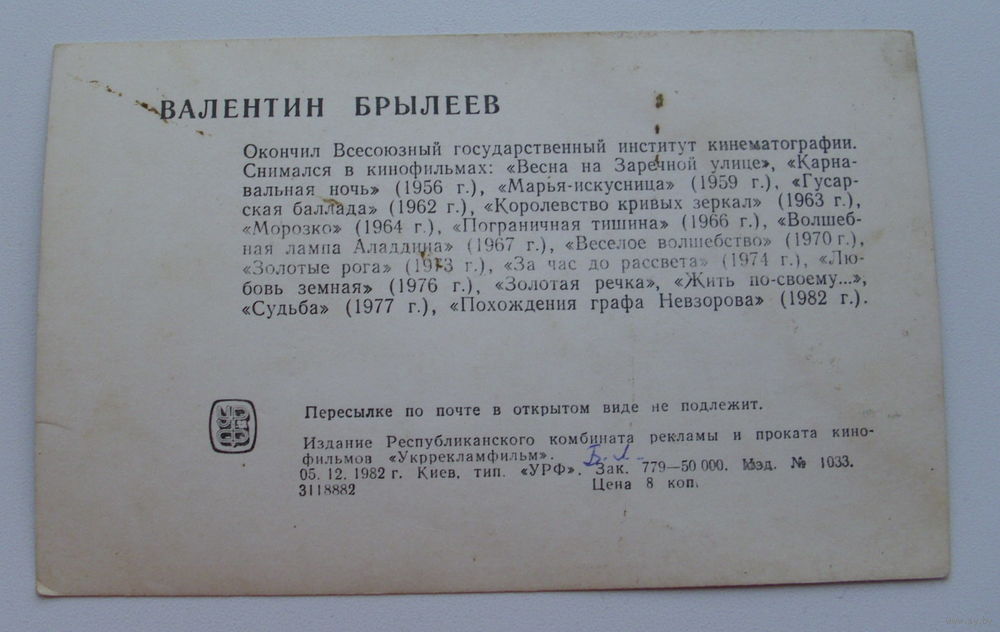 ВАЛЕНТИН БРЫЛЕЕВ
Окончил Всесоюзный государственный институт кинематографии.
Снимался в кинофильмах: «Весна на Заречной улице», «Карна-
вальная ночь» (1956 г.), «Марья-искусница» (1959 г.), «Гусар-
ская баллада» (1962 г.), «Королевство кривых зеркал» (1963 г.),
«Морозко» (1964 г.), «Пограничная тишина» (1966 г.), «Волшеб-
ная лампа Аладдина» (1967 г.), «Веселое волшебство» (1970 г.),
«Золотые рога» (1973 г.), «За час до рассвета» (1974 г.), «Лю-
бовь земная» (1976 г.), «Золотая речка», «Жить по-своему...»,
«Судьба» (1977 г.), «Похождения графа Невзорова» (1982 г.).
Пересылке по почте в открытом виде не подлежит.
Издание Республиканского комбината рекламы и проката кино-
фильмов «Укррекламфильм».
05.12.1982 г. Киев, тип. «УРФ». Зак. 779—50 000. № 1033.
3118882 Цена 8 коп.